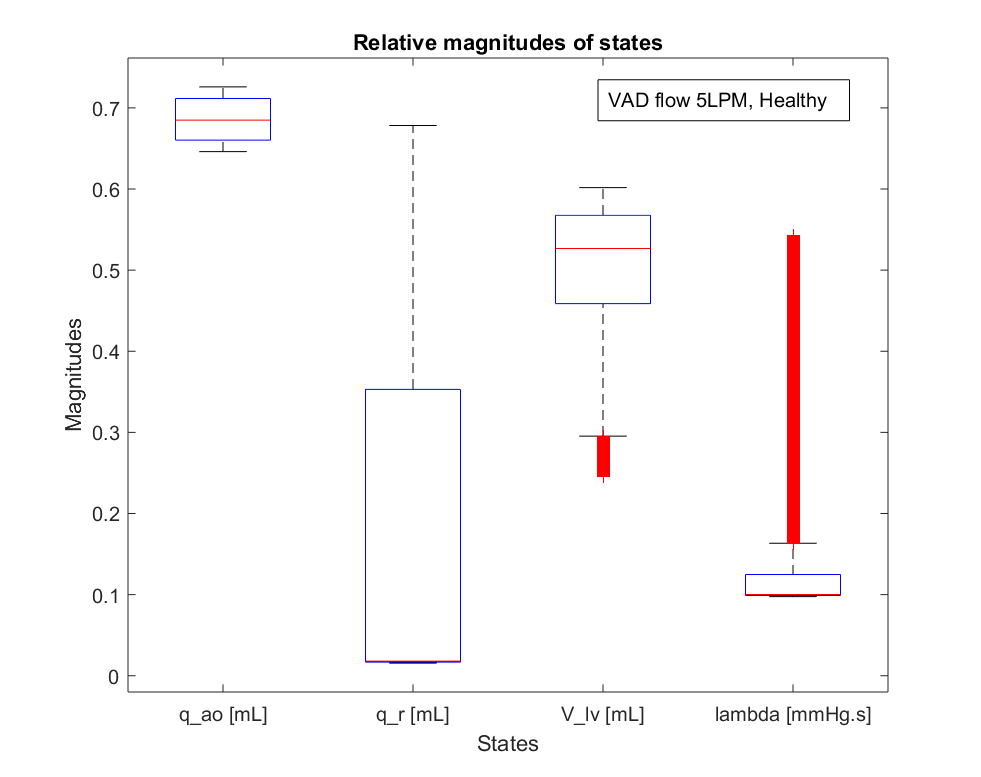 Relative magnitudes of states
VAD flow 5LPM, Healthy
Magnitudes
0.7
0.6
0.5
0.4
0.3
0.2
0.1
0
q_ao [mL]
q_r [mL]
V_lv [mL]
lambda [mmHg.s]
States